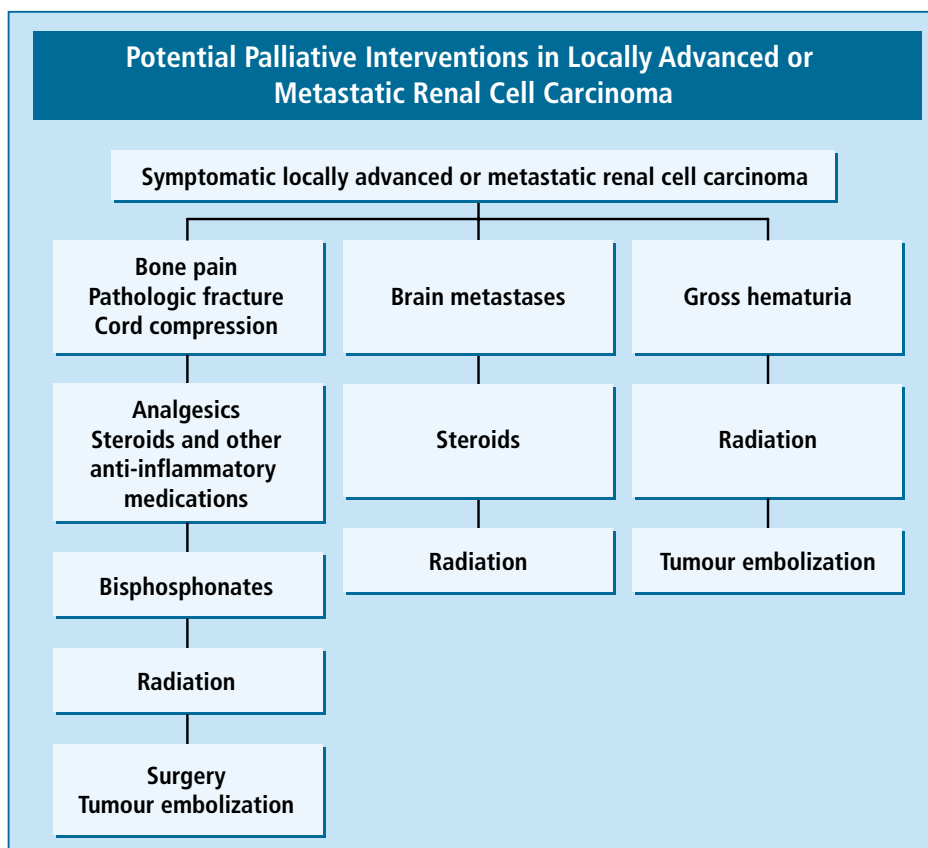 Potential Palliative Interventions in Locally Advanced or
Metastatic Renal Cell Carcinoma
Symptomatic locally advanced or metastatic renal cell carcinoma
Bone pain
Pathologic fracture
Cord compression
Analgesics
Steroids and other
anti-inflammatory
medications
Bisphosphonates
Radiation
Surgery
Tumour embolization
Brain metastases
Steroids
Radiation
Gross hematuria
Radiation
Tumour embolization